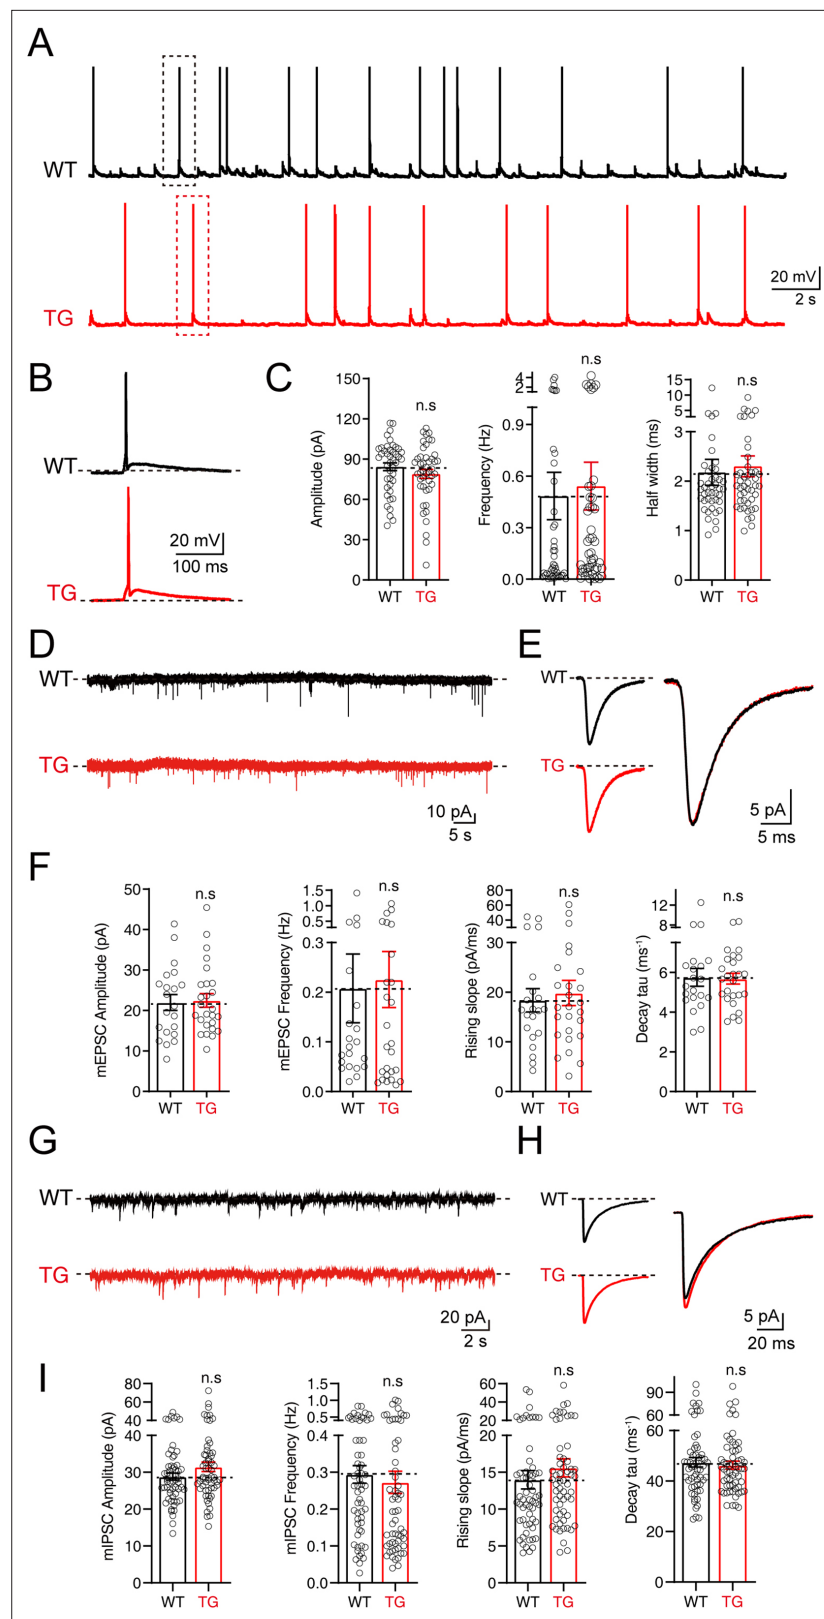 A
WT
TG
20 mV
2 s
B
WT
TG
20 mV
100 ms
C
n.s
150
120
90
60
30
0
Amplitude (pA)
WT TG
n.s
4
2
0.9
0.6
0.3
0.0
Frequency (Hz)
WT TG
n.s
15
10
5
3
2
1
0
Half width (ms)
WT TG
D
WT
TG
10 pA
5 s
E
WT
TG
5 pA
5 ms
F
n.s
50
40
30
20
10
0
mEPSC Amplitude (pA)
WT TG
n.s
1.5
1.0
0.5
0.3
0.2
0.1
0.0
mEPSC Frequency (Hz)
WT TG
n.s
80
60
40
30
20
10
0
Rising slope (pA/ms)
WT TG
n.s
12
8
6
4
2
0
Decay tau (ms⁻¹)
WT TG
G
WT
TG
20 pA
2 s
H
WT
TG
5 pA
20 ms
I
n.s
80
60
40
40
30
20
10
0
mIPSC Amplitude (pA)
WT TG
n.s
1.5
1.0
0.5
0.4
0.3
0.2
0.1
0.0
mIPSC Frequency (Hz)
WT TG
n.s
60
40
20
20
15
10
5
0
Rising slope (pA/ms)
WT TG
n.s
90
60
60
40
20
0
Decay tau (ms⁻¹)
WT TG